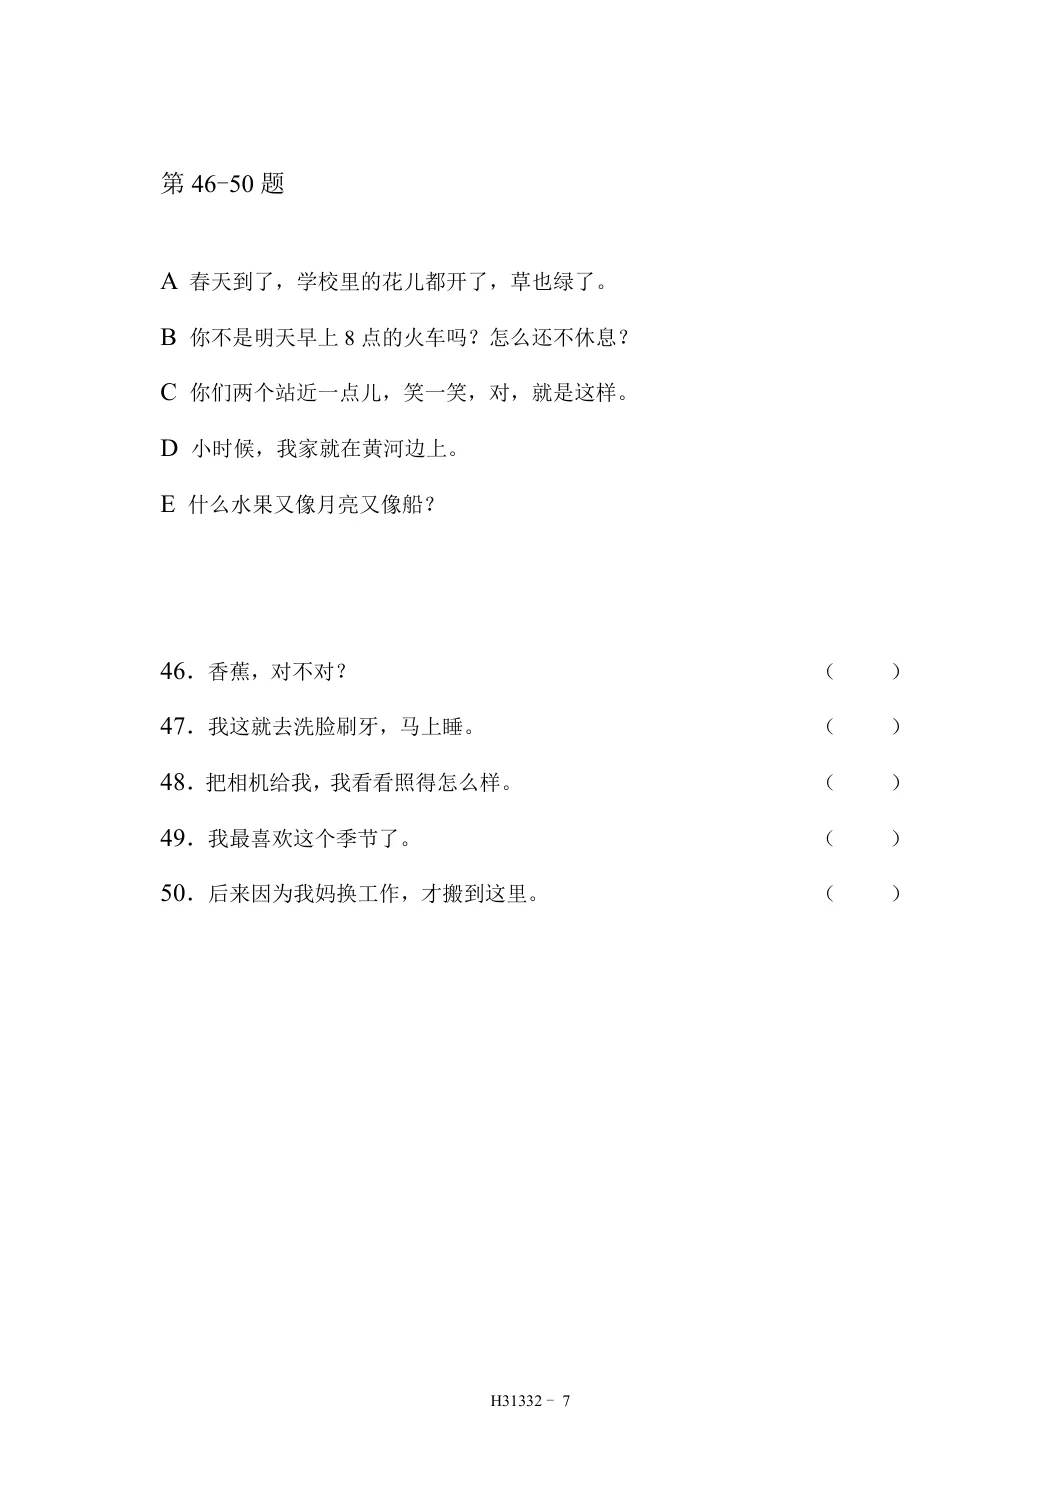 第 46-50 题
A 春天到了，学校里的花儿都开了，草也绿了。
B 你不是明天早上 8 点的火车吗？怎么还不休息？
C 你们两个站近一点儿，笑一笑，对，就是这样。
D 小时候，我家就在黄河边上。
E 什么水果又像月亮又像船？
46．香蕉，对不对？ （ ）
47．我这就去洗脸刷牙，马上睡。 （ ）
48．把相机给我，我看看照得怎么样。 （ ）
49．我最喜欢这个季节了。 （ ）
50．后来因为我妈换工作，才搬到这里。 （ ）
H31332 - 7